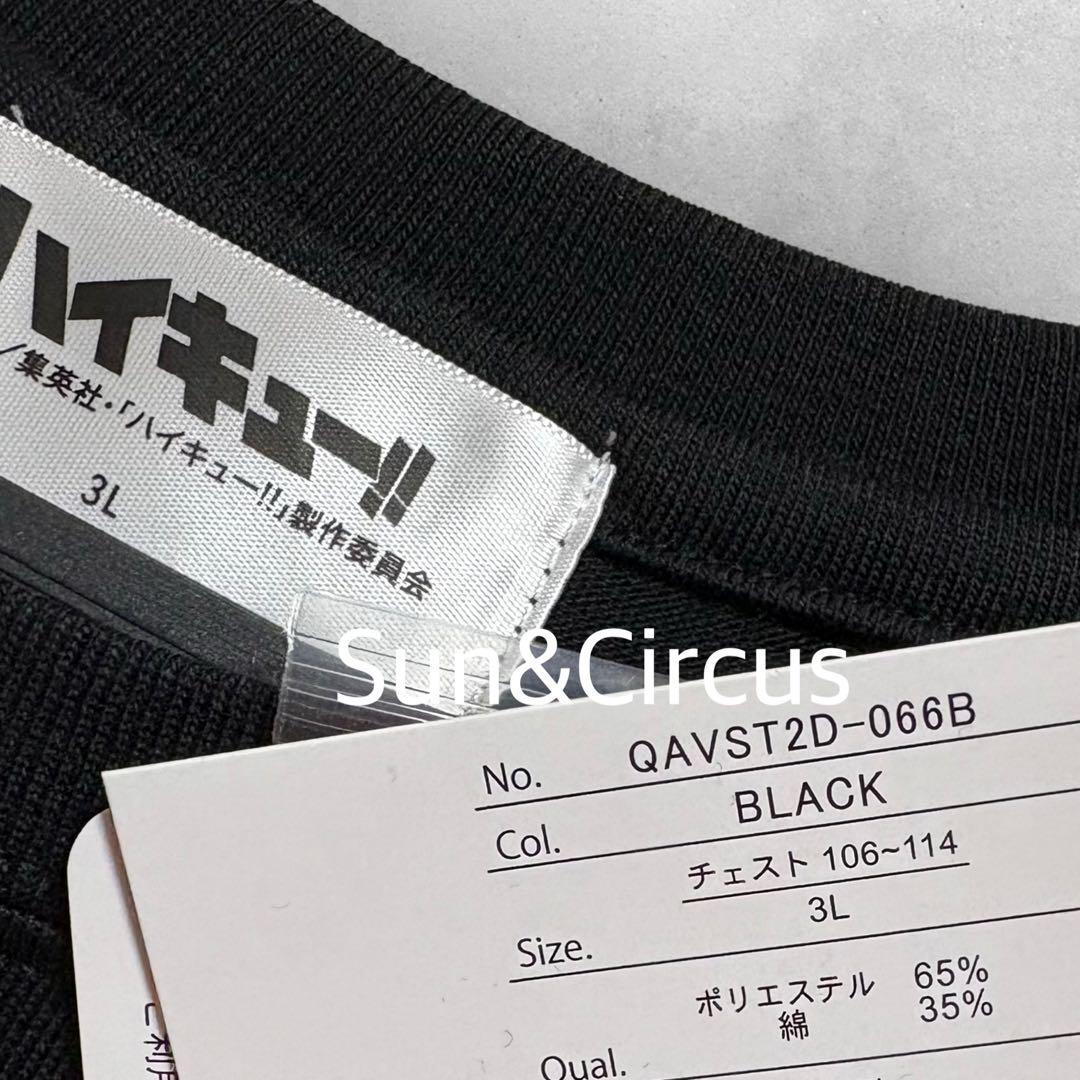 ハイキュー!!
/集英社・「ハイキュー!!」製作委員会
3L
Sun&Circus
No. QAVST2D-066B
Col. BLACK
チェスト 106~114
3L
Size.
ポリエステル 65%
綿 35%
Qual.